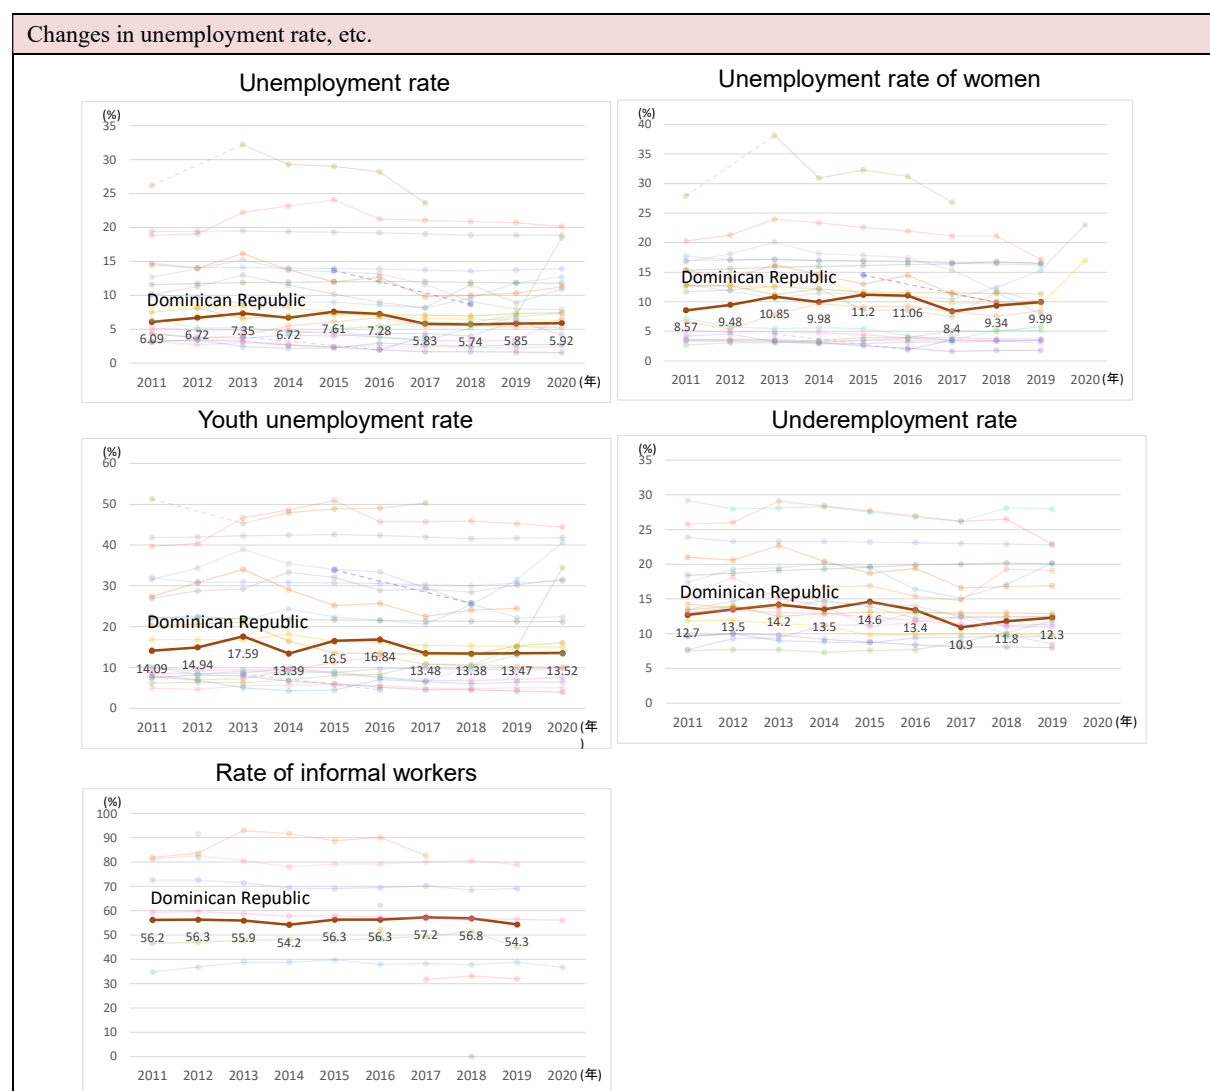 Changes in unemployment rate, etc.
Unemployment rate
(%)
35
30
25
20
15
10
5
0
Dominican Republic
6.09 6.72 7.35 6.72 7.61 7.28 5.83 5.74 5.85 5.92
2011 2012 2013 2014 2015 2016 2017 2018 2019 2020 (年)
Unemployment rate of women
(%)
40
35
30
25
20
15
10
5
0
Dominican Republic
8.57 9.48 10.85 9.98 11.2 11.06 8.4 9.34 9.99
2011 2012 2013 2014 2015 2016 2017 2018 2019 2020 (年)
Youth unemployment rate
(%)
60
50
40
30
20
10
0
Dominican Republic
14.09 14.94 17.59 13.39 16.5 16.84 13.48 13.38 13.47 13.52
2011 2012 2013 2014 2015 2016 2017 2018 2019 2020 (年
)
Underemployment rate
(%)
35
30
25
20
15
10
5
0
Dominican Republic
12.7 13.5 14.2 13.5 14.6 13.4 10.9 11.8 12.3
2011 2012 2013 2014 2015 2016 2017 2018 2019 2020 (年)
Rate of informal workers
(%)
100
90
80
70
60
50
40
30
20
10
0
Dominican Republic
56.2 56.3 55.9 54.2 56.3 56.3 57.2 56.8 54.3
2011 2012 2013 2014 2015 2016 2017 2018 2019 2020 (年)